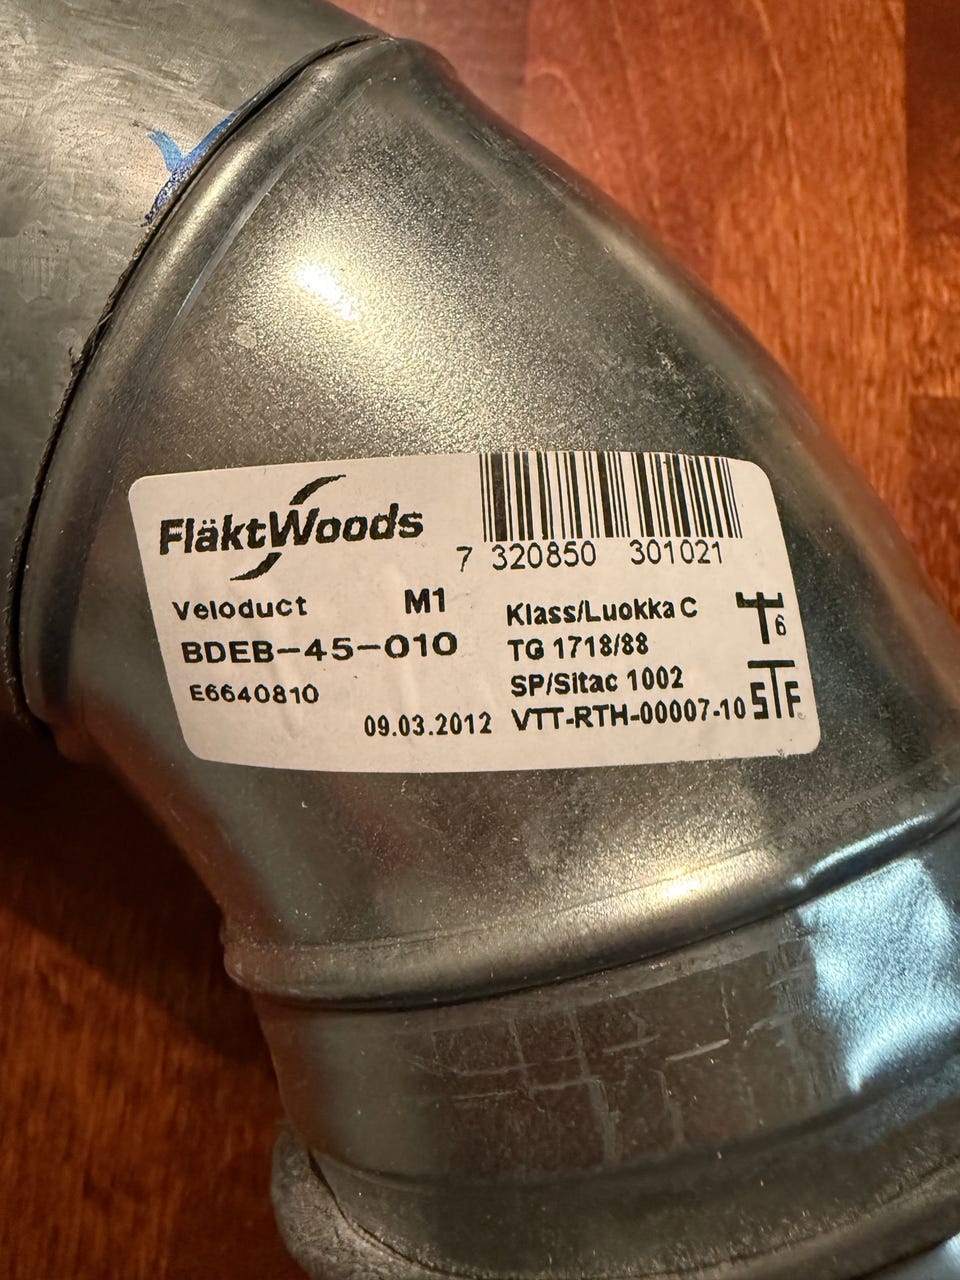 FläktWoods
7 320850 301021
Veloduct M1
BDEB-45-010
E6640810
09.03.2012
Klass/Luokka C
TG 1718/88
SP/Sitac 1002
VTT-RTH-00007-10
T6
STF